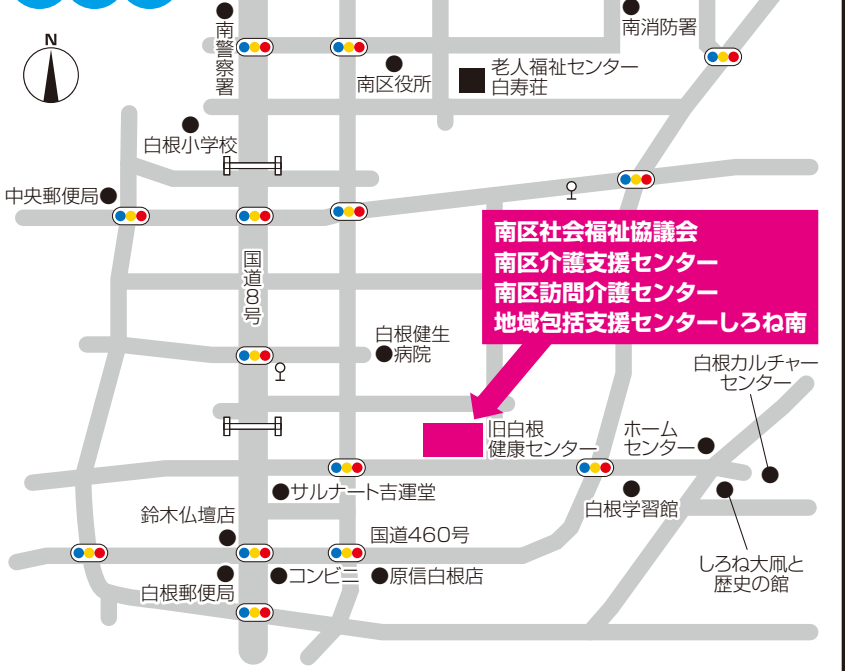 N
南警察署
南消防署
南区役所
老人福祉センター
白寿荘
白根小学校
中央郵便局
国道8号
南区社会福祉協議会
南区介護支援センター
南区訪問介護センター
地域包括支援センターしろね南
白根健生
病院
白根カルチャー
センター
旧白根
健康センター
ホーム
センター
サルナート吉運堂
白根学習館
鈴木仏壇店
国道460号
しろね大凧と
歴史の館
白根郵便局
コンビニ
原信白根店